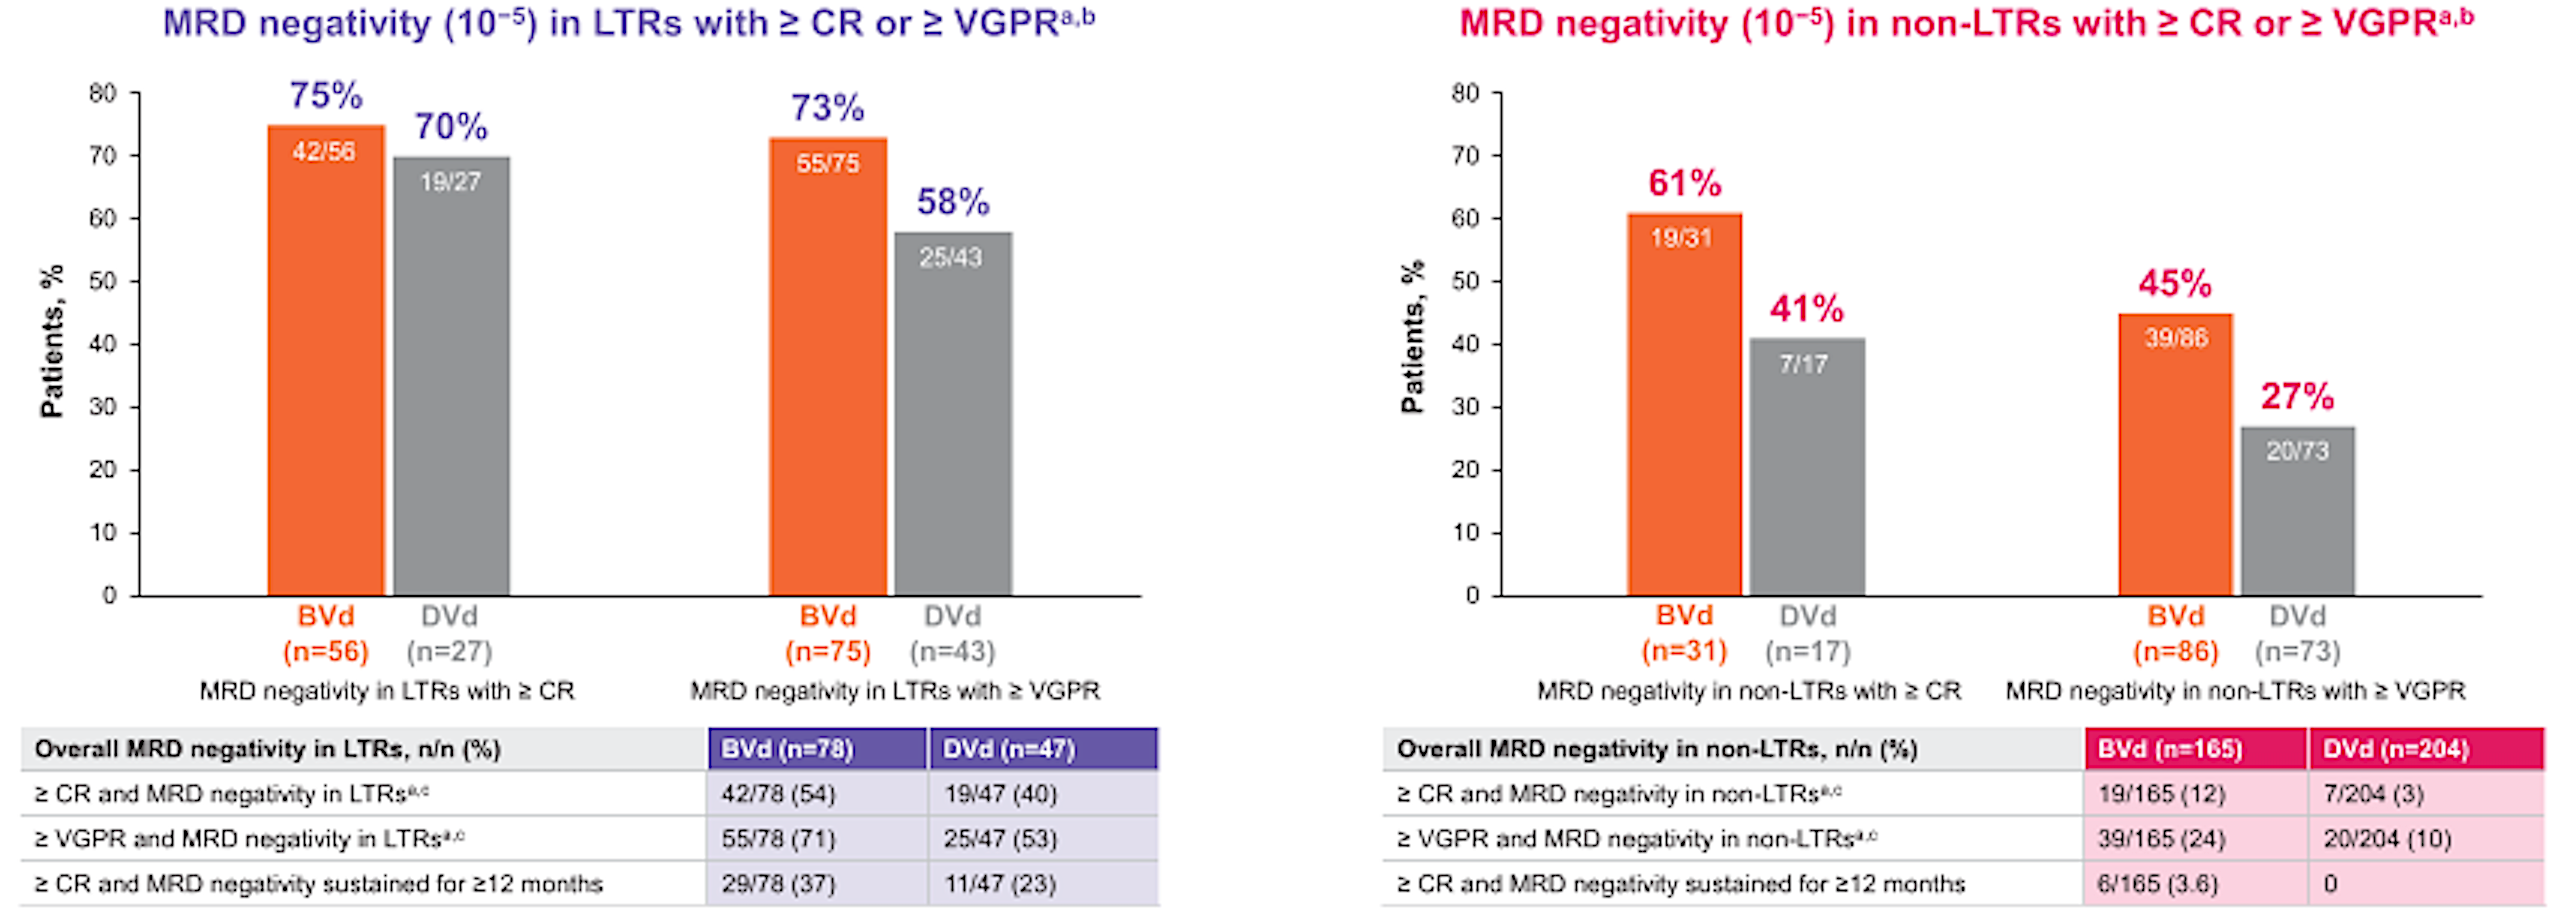 MRD negativity (10⁻⁵) in LTRs with ≥ CR or ≥ VGPRᵃ,ᵇ
Patients, %
80
70
60
50
40
30
20
10
0
75%
42/56
70%
19/27
73%
55/75
58%
25/43
BVd
(n=56)
DVd
(n=27)
BVd
(n=75)
DVd
(n=43)
MRD negativity in LTRs with ≥ CR
MRD negativity in LTRs with ≥ VGPR
Overall MRD negativity in LTRs, n/n (%) BVd (n=78) DVd (n=47)
≥ CR and MRD negativity in LTRsᵃ,ᶜ 42/78 (54) 19/47 (40)
≥ VGPR and MRD negativity in LTRsᵃ,ᶜ 55/78 (71) 25/47 (53)
≥ CR and MRD negativity sustained for ≥12 months 29/78 (37) 11/47 (23)
MRD negativity (10⁻⁵) in non-LTRs with ≥ CR or ≥ VGPRᵃ,ᵇ
Patients, %
80
70
60
50
40
30
20
10
0
61%
19/31
41%
7/17
45%
39/86
27%
20/73
BVd
(n=31)
DVd
(n=17)
BVd
(n=86)
DVd
(n=73)
MRD negativity in non-LTRs with ≥ CR
MRD negativity in non-LTRs with ≥ VGPR
Overall MRD negativity in non-LTRs, n/n (%) BVd (n=165) DVd (n=204)
≥ CR and MRD negativity in non-LTRsᵃ,ᶜ 19/165 (12) 7/204 (3)
≥ VGPR and MRD negativity in non-LTRsᵃ,ᶜ 39/165 (24) 20/204 (10)
≥ CR and MRD negativity sustained for ≥12 months 6/165 (3.6) 0